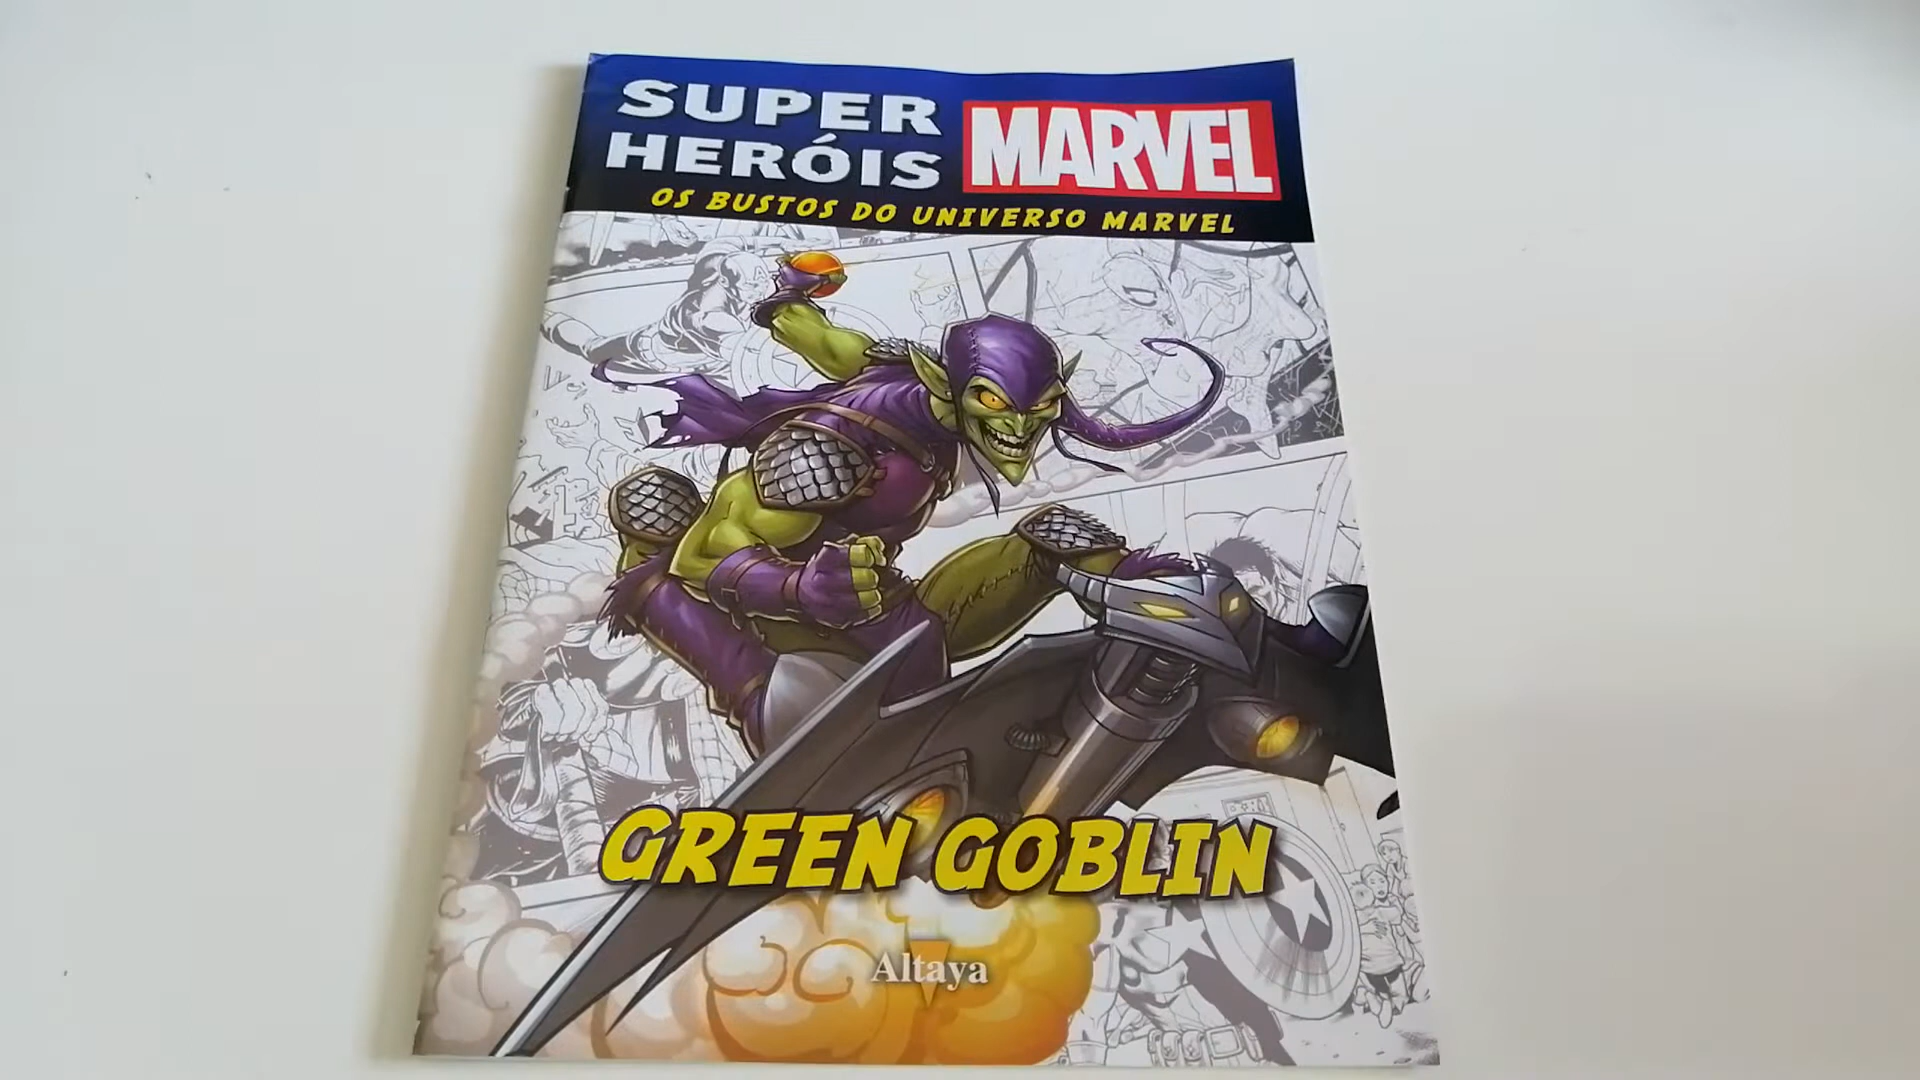 SUPER
HERÓIS
MARVEL
OS BUSTOS DO UNIVERSO MARVEL
GREEN GOBLIN
Altaya